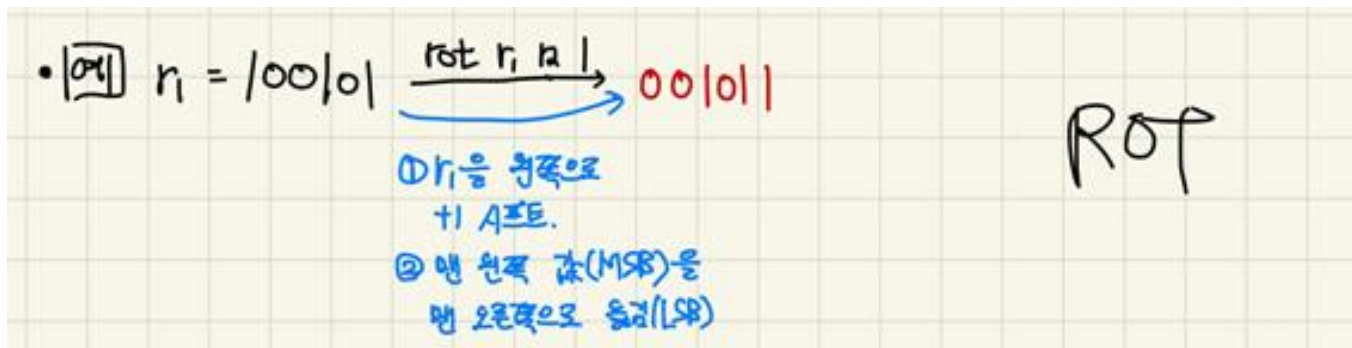 • 예 r₁ = 100101 rot r₁ r₂ 1 001011
ROT
① r₁을 왼쪽으로
+1 시프트.
② 맨 왼쪽 값(MSB)을
맨 오른쪽으로 옮김(LSB)